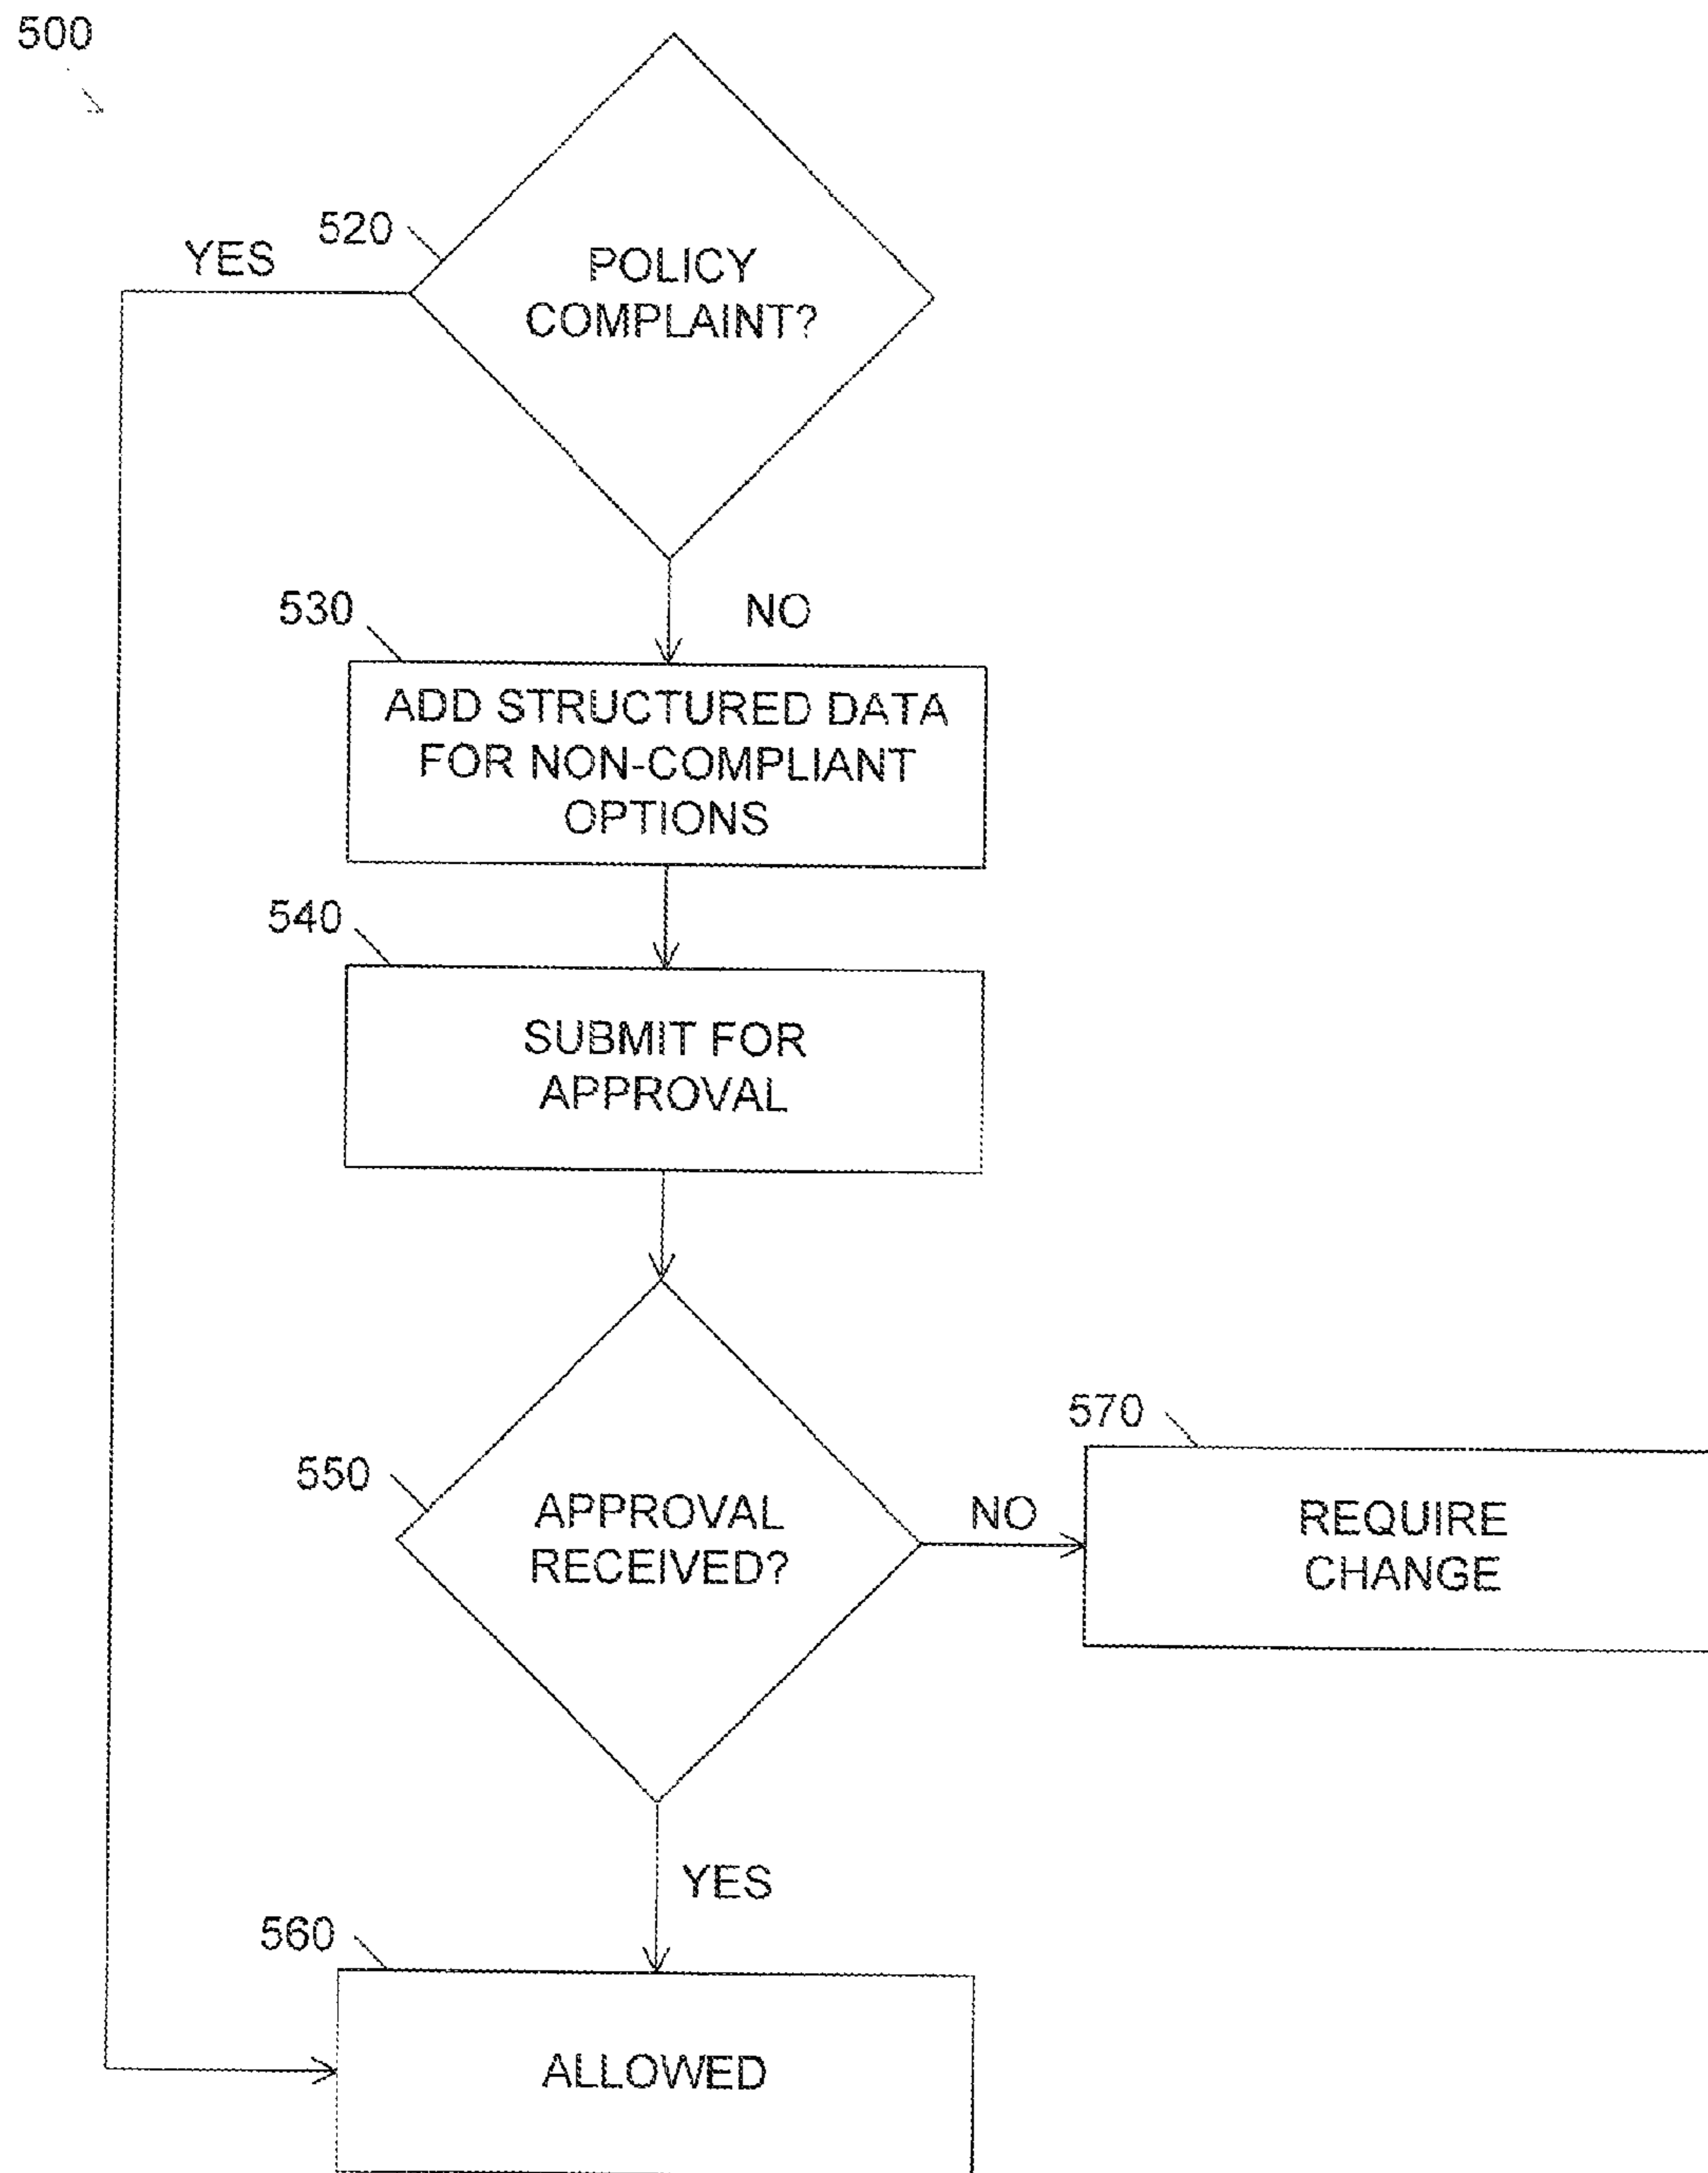 500
520
YES
POLICY
COMPLAINT?
NO
530
ADD STRUCTURED DATA
FOR NON-COMPLIANT
OPTIONS
540
SUBMIT FOR
APPROVAL
550
APPROVAL
RECEIVED?
NO
570
REQUIRE
CHANGE
YES
560
ALLOWED